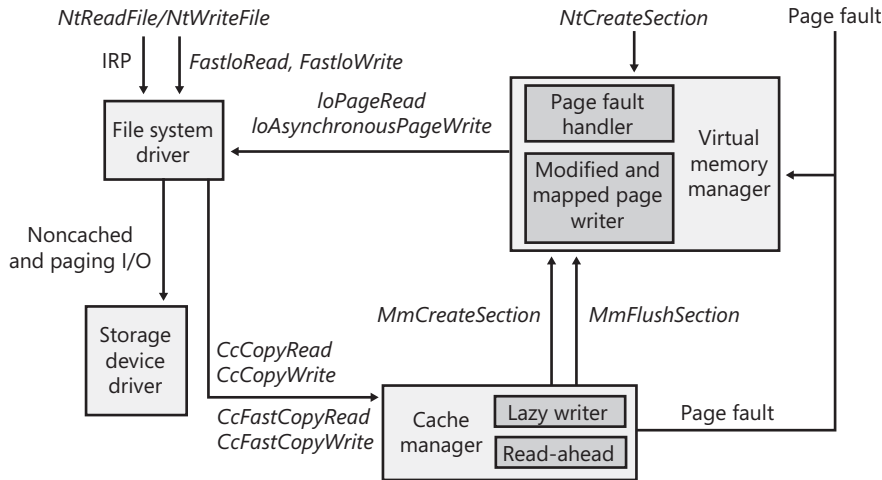 NtReadFile/NtWriteFile
NtCreateSection
Page fault
IRP
FastIoRead, FastIoWrite
IoPageRead
IoAsynchronousPageWrite
File system
driver
Page fault
handler
Modified and
mapped page
writer
Virtual
memory
manager
Noncached
and paging I/O
MmCreateSection
MmFlushSection
Storage
device
driver
CcCopyRead
CcCopyWrite
CcFastCopyRead
CcFastCopyWrite
Cache
manager
Lazy writer
Read-ahead
Page fault